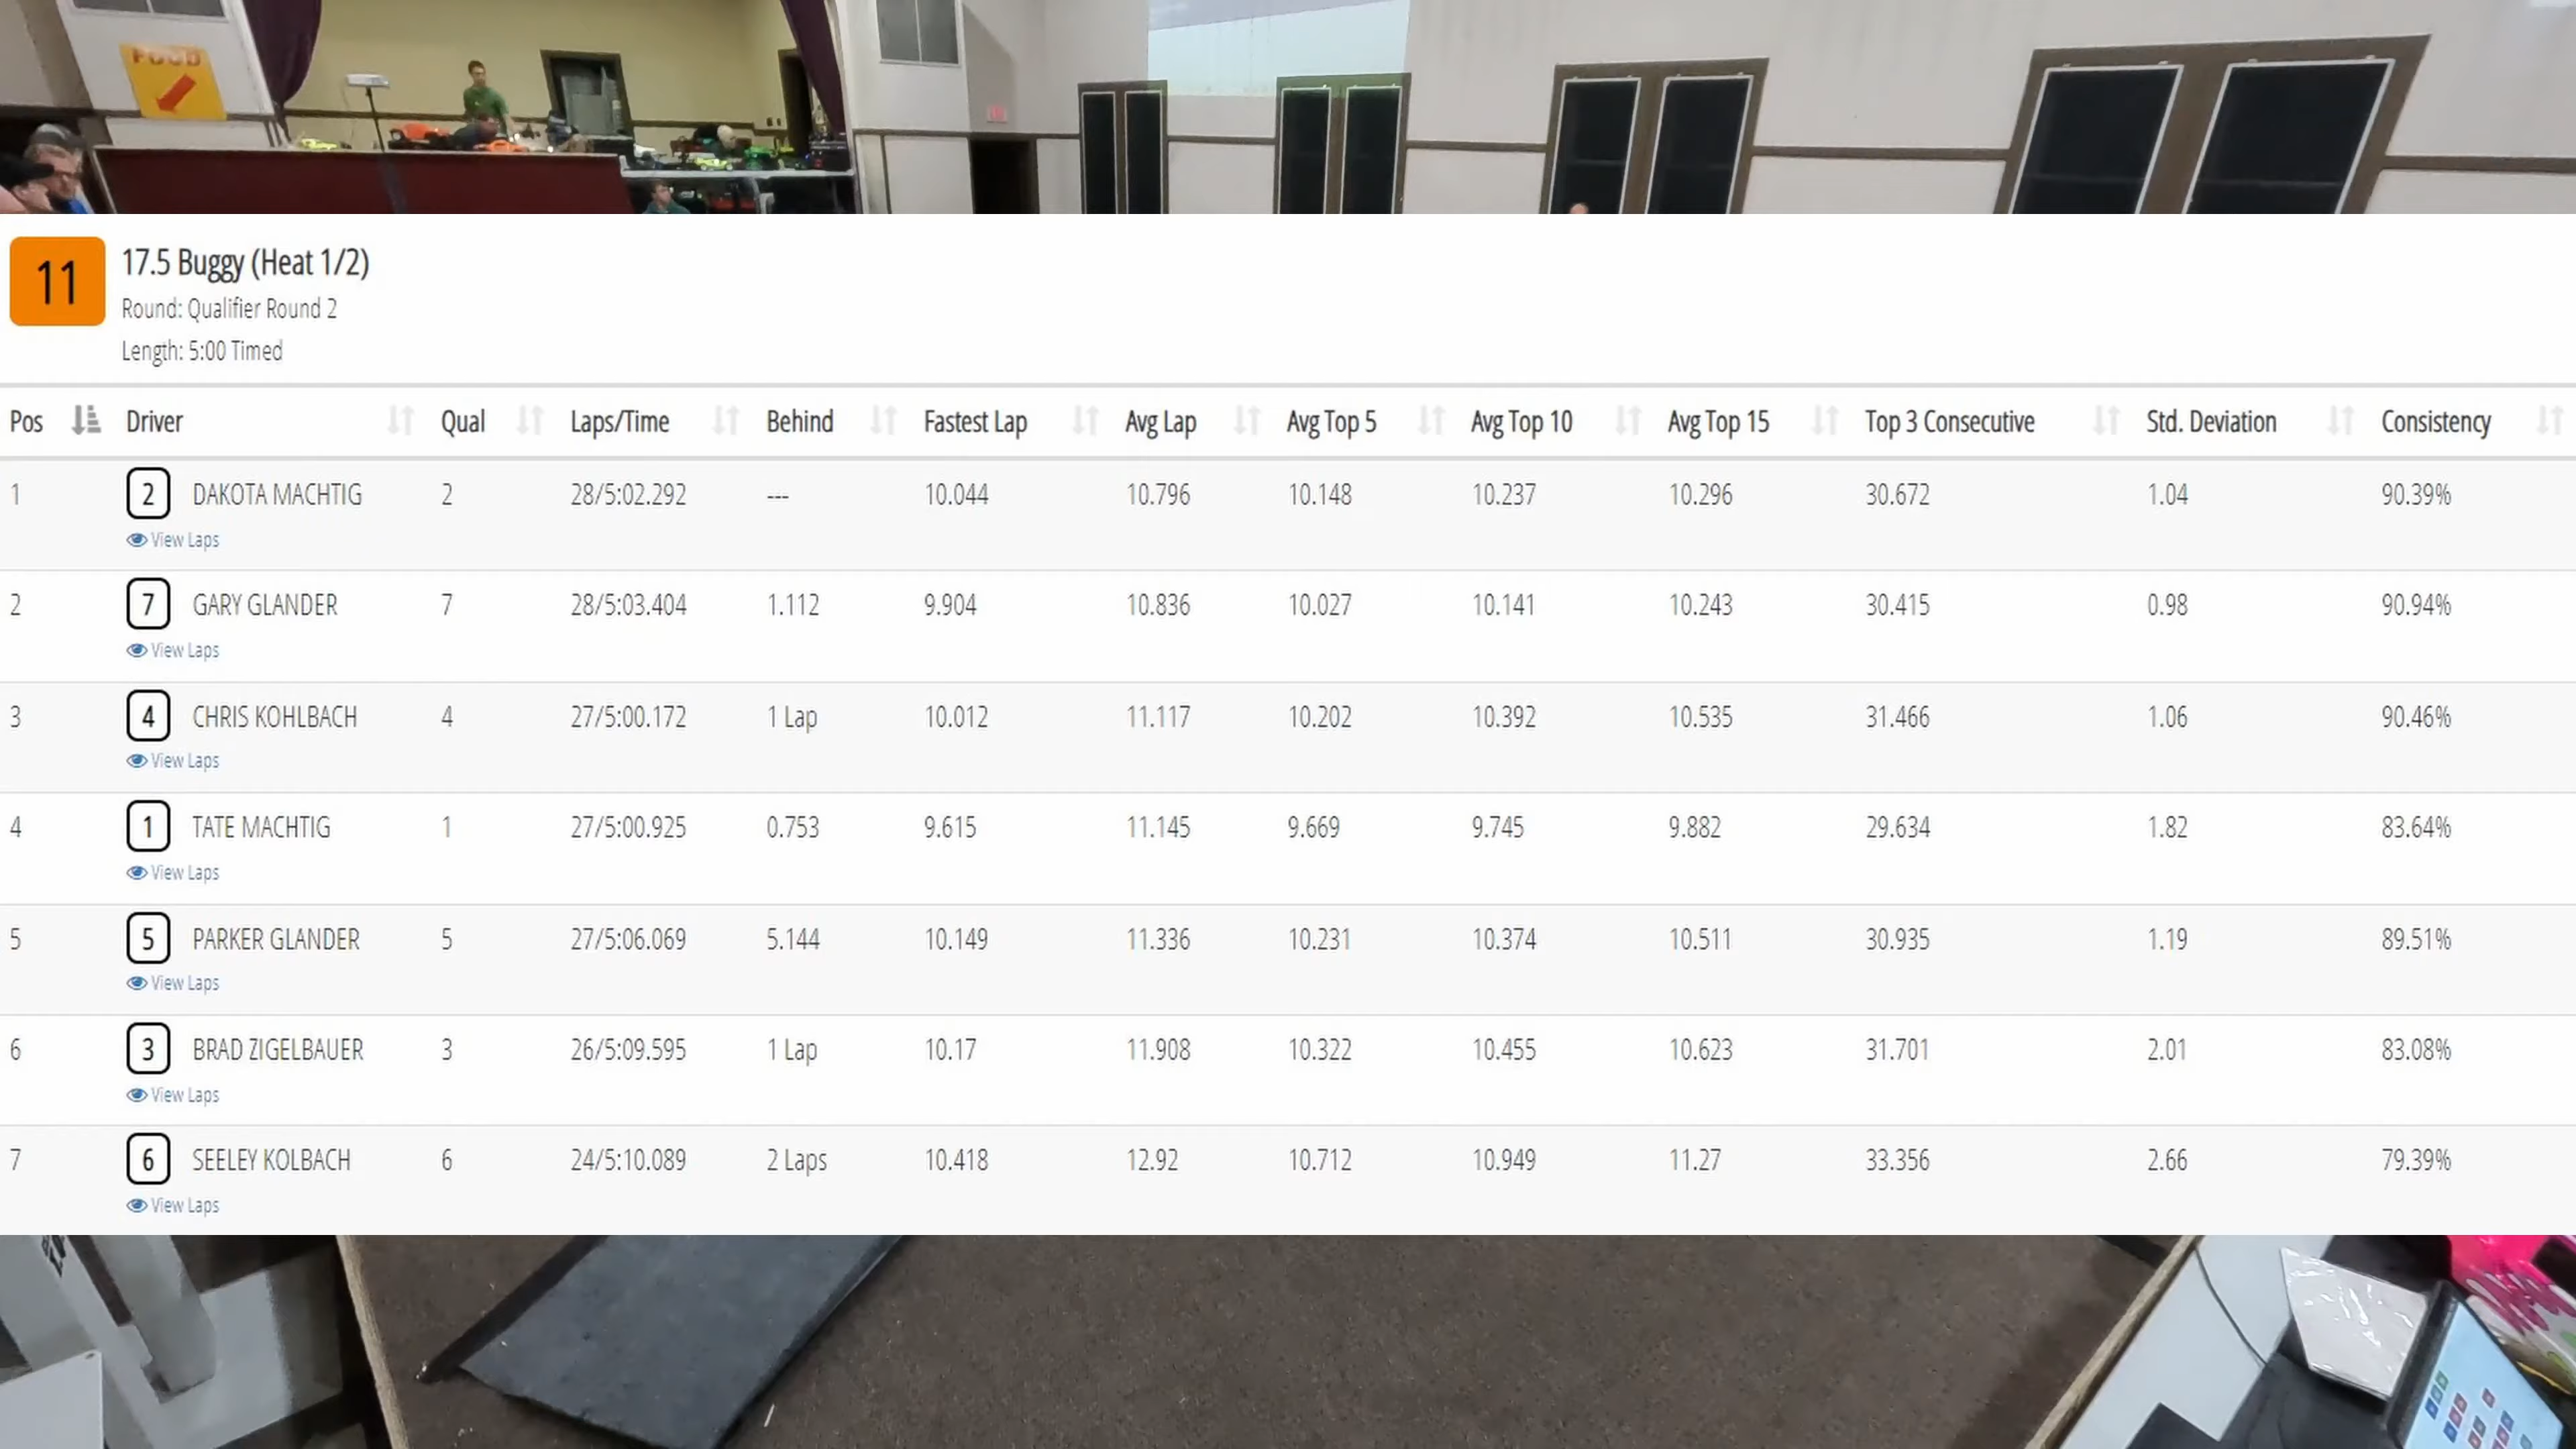 FOOD
11
17.5 Buggy (Heat 1/2)
Round: Qualifier Round 2
Length: 5:00 Timed
Pos Driver Qual Laps/Time Behind Fastest Lap Avg Lap Avg Top 5 Avg Top 10 Avg Top 15 Top 3 Consecutive Std. Deviation Consistency
1 2 DAKOTA MACHTIG 2 28/5:02.292 --- 10.044 10.796 10.148 10.237 10.296 30.672 1.04 90.39%
View Laps
2 7 GARY GLANDER 7 28/5:03.404 1.112 9.904 10.836 10.027 10.141 10.243 30.415 0.98 90.94%
View Laps
3 4 CHRIS KOHLBACH 4 27/5:00.172 1 Lap 10.012 11.117 10.202 10.392 10.535 31.466 1.06 90.46%
View Laps
4 1 TATE MACHTIG 1 27/5:00.925 0.753 9.615 11.145 9.669 9.745 9.882 29.634 1.82 83.64%
View Laps
5 5 PARKER GLANDER 5 27/5:06.069 5.144 10.149 11.336 10.231 10.374 10.511 30.935 1.19 89.51%
View Laps
6 3 BRAD ZIGELBAUER 3 26/5:09.595 1 Lap 10.17 11.908 10.322 10.455 10.623 31.701 2.01 83.08%
View Laps
7 6 SEELEY KOLBACH 6 24/5:10.089 2 Laps 10.418 12.92 10.712 10.949 11.27 33.356 2.66 79.39%
View Laps